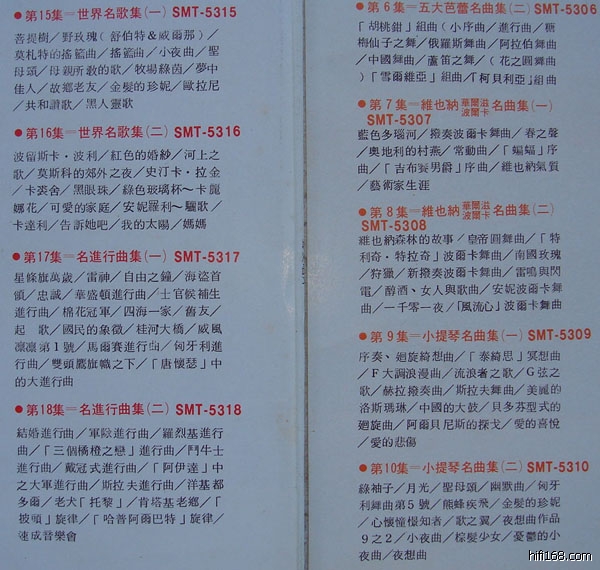 ●第15集＝世界名歌集(一) SMT-5315
菩提樹／野玫瑰(舒伯特＆威爾那)／
莫札特的搖籃曲／搖籃曲／小夜曲／聖
母頌／母親所教的歌／牧場綠茵／夢中
佳人／故鄉老友／金髮的珍妮／歐拉尼
／共和讚歌／黑人靈歌
●第16集＝世界名歌集(二) SMT-5316
波留斯卡・波利／紅色的婚紗／河上之
歌／莫斯科的郊外之夜／史汀卡・拉金
／卡荽舍／黑眼珠／綠色玻璃杯～卡麗
娜花／可愛的家庭／安妮羅利～驪歌／
卡達利／告訴她吧／我的太陽／媽媽
●第17集＝名進行曲集(一) SMT-5317
星條旗萬歲／雷神／自由之鐘／海盜首
領／忠誠／華盛頓進行曲／士官候補生
進行曲／棉花冠軍／四海一家／舊友／
起 歌／國民的象徵／桂河大橋／威風
凜凜第1號／馬爾賽進行曲／匈牙利進
行曲／雙頭鷹旗幟之下／「唐懷瑟」中
的大進行曲
●第18集＝名進行曲集(二) SMT-5318
結婚進行曲／軍隊進行曲／羅烈基進行
曲／「三個橘橙之戀」進行曲／鬥牛士
進行曲／戴冠式進行曲／「阿伊達」中
之大軍進行曲／斯拉夫進行曲／洋基都
多爾／老犬「托黎」／肯塔基老鄉／「
披頭」旋律／「哈普阿爾巴特」旋律／
速成音樂會
●第6集＝五大芭蕾名曲集(二) SMT-5306
「胡桃鉗」組曲(小序曲／進行曲／糖
梅仙子之舞／俄羅斯舞曲／阿拉伯舞曲
／中國舞曲／蘆笛之舞／(花之圓舞曲
)「雪爾維亞」組曲／「柯貝利亞」組曲
●第7集＝維也納華爾滋波爾卡名曲集(一)
SMT-5307
藍色多瑙河／撥奏波爾卡舞曲／春之聲
／奧地利的村燕／常動曲／「蝙蝠」序
曲／「吉布賽男爵」序曲／維也納氣質
／藝術家生涯
●第8集＝維也納華爾滋波爾卡名曲集(二)
SMT-5308
維也納森林的故事／皇帝圓舞曲／「特
利奇・特拉奇」波爾卡舞曲／南國玫瑰
／狩獵／新撥奏波爾卡舞曲／雷鳴與閃
電／醇酒、女人與歌曲／安妮波爾卡舞曲
／一千零一夜／「風流心」波爾卡舞曲
●第9集＝小提琴名曲集(一) SMT-5309
序奏、廻旋綺想曲／「泰綺思」冥想曲
／F大調浪漫曲／流浪者之歌／G弦之
歌／赫拉撥奏曲／斯拉夫舞曲／美麗的
洛斯瑪琳／中國的大鼓／貝多芬型式的
廻旋曲／阿爾貝尼斯的探戈／愛的喜悅
／愛的悲傷
●第10集＝小提琴名曲集(二) SMT-5310
綠袖子／月光／聖母頌／幽默曲／匈牙
利舞曲第5號／熊蜂疾飛／金髮的珍妮
／心懷憧憬知者／歌之翼／夜想曲作品
9之2／小夜曲／棕髮少女／憂鬱的小
夜曲／夜想曲
hifi168.com